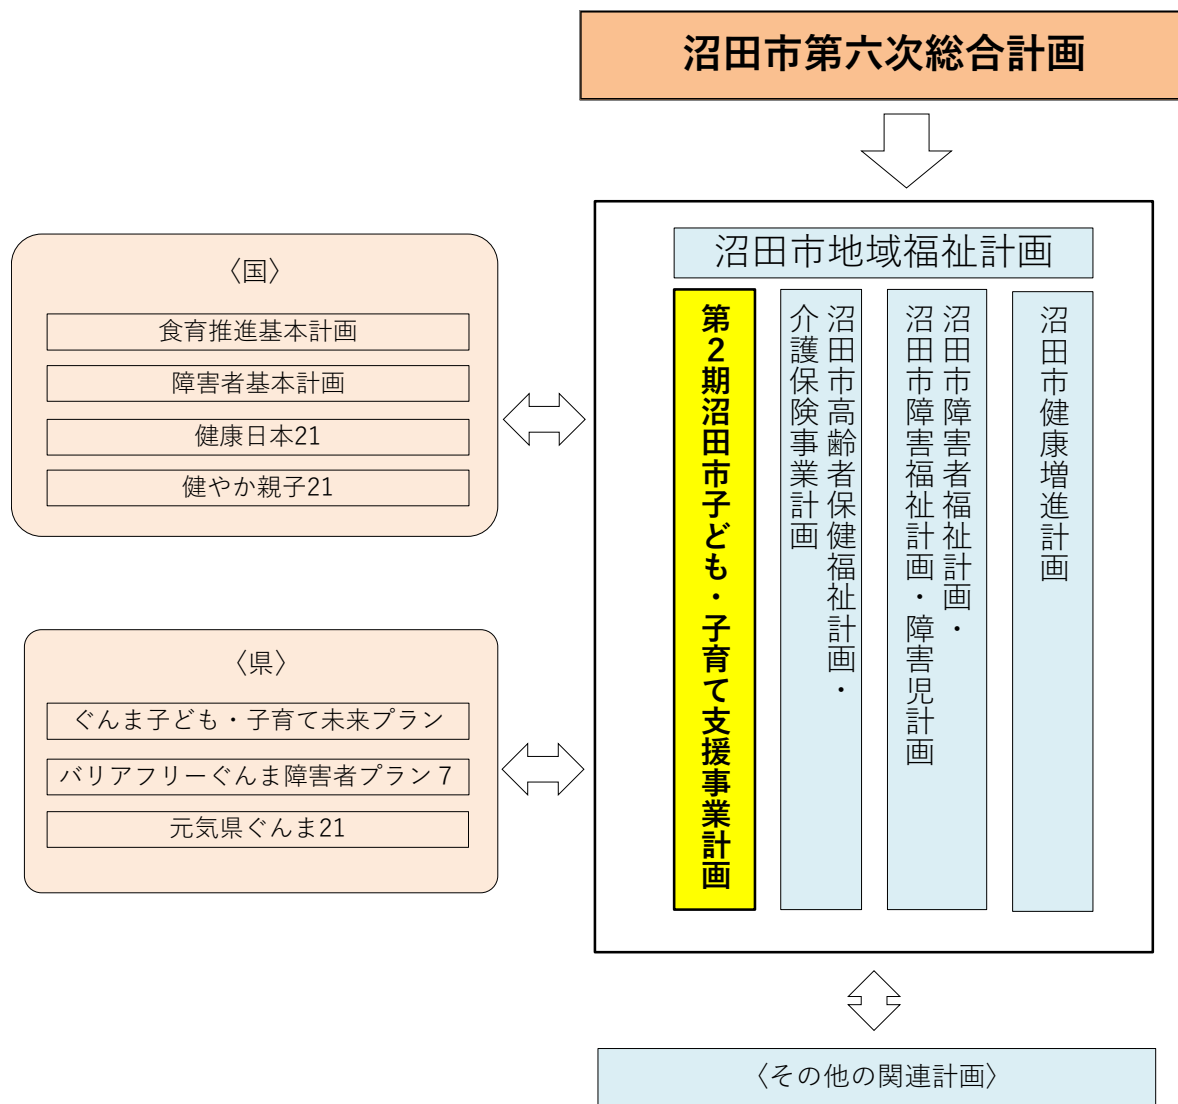 沼田市第六次総合計画
〈国〉
食育推進基本計画
障害者基本計画
健康日本21
健やか親子21
〈県〉
ぐんま子ども・子育て未来プラン
バリアフリーぐんま障害者プラン７
元気県ぐんま21
沼田市地域福祉計画
第２期沼田市子ども・子育て支援事業計画
沼田市高齢者保健福祉計画・
介護保険事業計画
沼田市障害者福祉計画・
沼田市障害福祉計画・障害児計画
沼田市健康増進計画
〈その他の関連計画〉